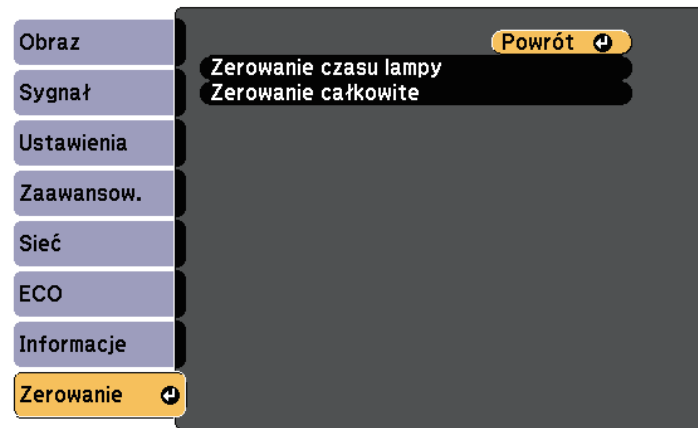 Obraz
Sygnał
Ustawienia
Zaawansow.
Sieć
ECO
Informacje
Zerowanie
Powrót
Zerowanie czasu lampy
Zerowanie całkowite